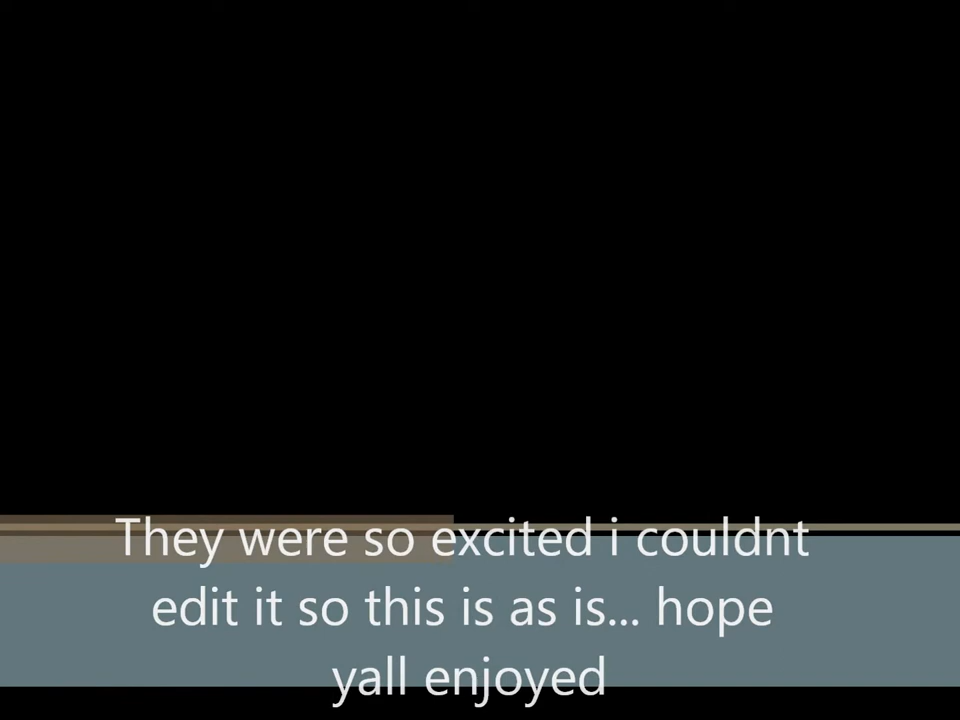 They were so excited i couldnt
edit it so this is as is... hope
yall enjoyed